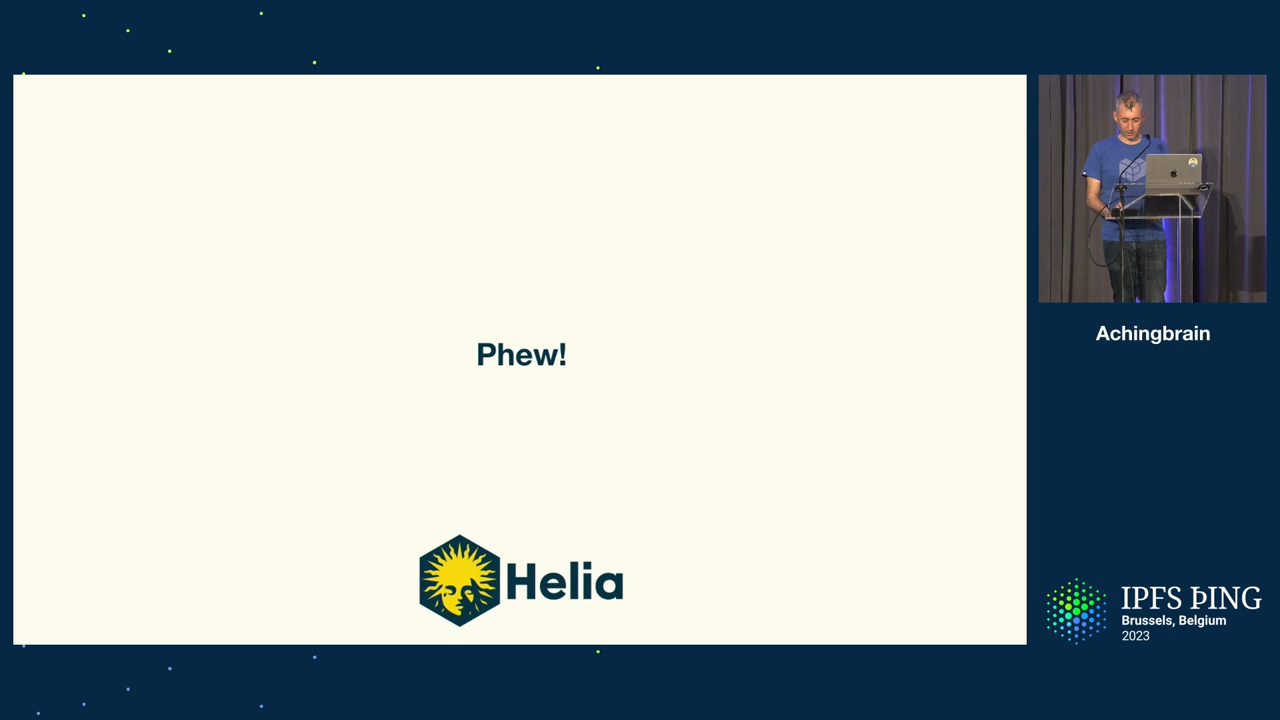 Phew!
Helia
Achingbrain
IPFS ÞING
Brussels, Belgium
2023